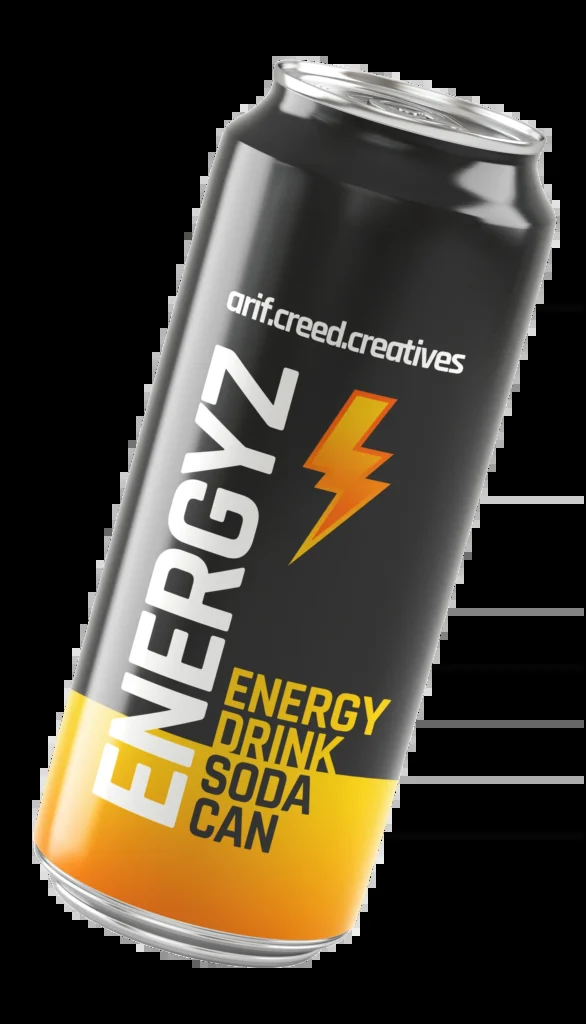 arif.creed.creatives
ENERGYZ
ENERGY
DRINK
SODA
CAN